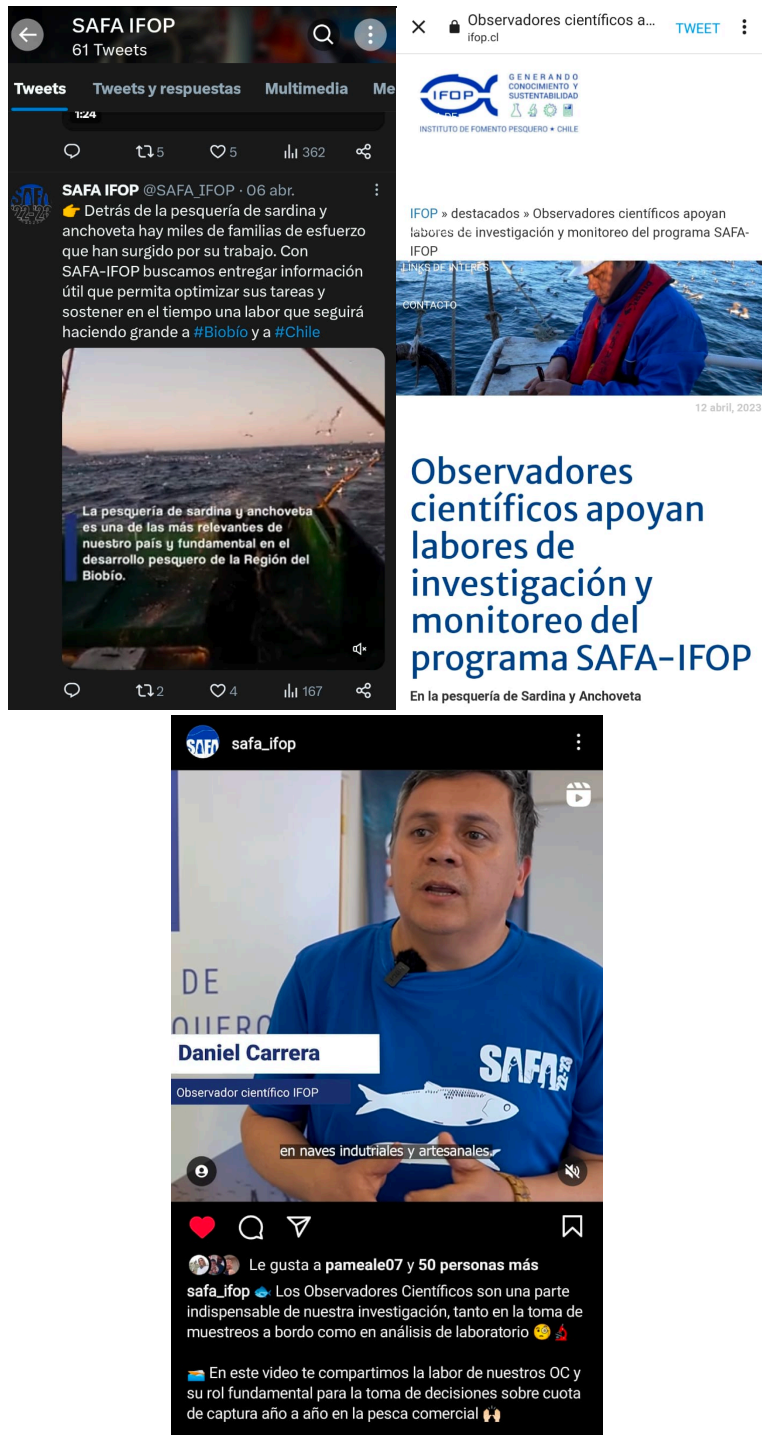 SAFA IFOP
61 Tweets
Tweets Tweets y respuestas Multimedia Me
1:24
5 5 362
SAFA IFOP @SAFA_IFOP · 06 abr.
👉 Detrás de la pesquería de sardina y
anchoveta hay miles de familias de esfuerzo
que han surgido por su trabajo. Con
SAFA-IFOP buscamos entregar información
útil que permita optimizar sus tareas y
sostener en el tiempo una labor que seguirá
haciendo grande a #Biobío y a #Chile
La pesquería de sardina y anchoveta
es una de las más relevantes de
nuestro país y fundamental en el
desarrollo pesquero de la Región del
Biobío.
2 4 167
Observadores científicos a...
ifop.cl
TWEET
IFOP
GENERANDO
CONOCIMIENTO Y
SUSTENTABILIDAD
INSTITUTO DE FOMENTO PESQUERO • CHILE
IFOP » destacados » Observadores científicos apoyan
labores de investigación y monitoreo del programa SAFA-
IFOP
LINKS DE INTERÉS
CONTACTO
12 abril, 2023
Observadores
científicos apoyan
labores de
investigación y
monitoreo del
programa SAFA-IFOP
En la pesquería de Sardina y Anchoveta
SAFA
safa_ifop
DE
SAFA
22-23
Daniel Carrera
Observador científico IFOP
en naves indutriales y artesanales.
Le gusta a pameale07 y 50 personas más
safa_ifop 🐟 Los Observadores Científicos son una parte
indispensable de nuestra investigación, tanto en la toma de
muestreos a bordo como en análisis de laboratorio 🧐🔬
🚤 En este video te compartimos la labor de nuestros OC y
su rol fundamental para la toma de decisiones sobre cuota
de captura año a año en la pesca comercial 🙌🏻